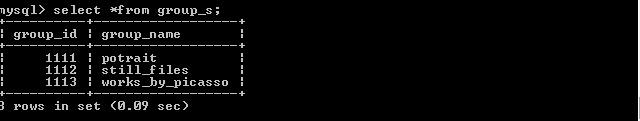 mysql> select *from group_s;
+----------+------------------+
| group_id | group_name       |
+----------+------------------+
|     1111 | potrait          |
|     1112 | still_files      |
|     1113 | works_by_picasso |
+----------+------------------+
3 rows in set (0.09 sec)